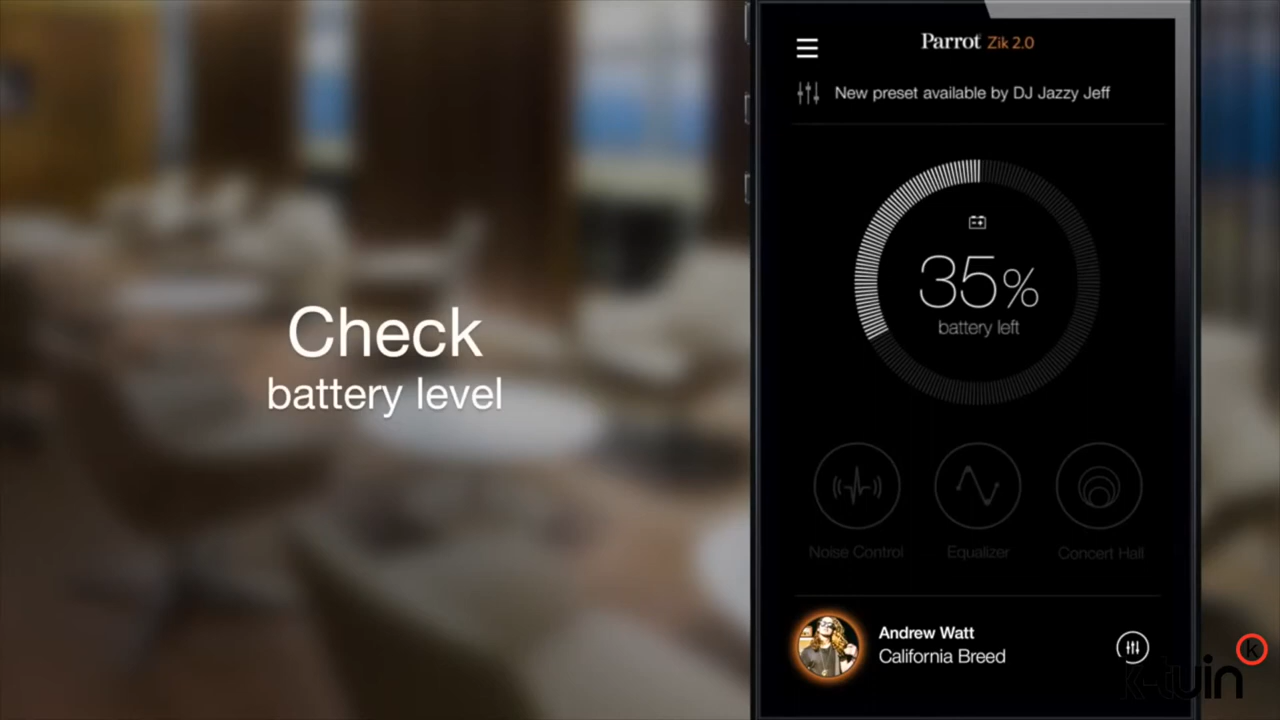 Parrot Zik 2.0
New preset available by DJ Jazzy Jeff
35%
battery left
Check
battery level
Noise Control
Equalizer
Concert Hall
Andrew Watt
California Breed
k
k-tuin